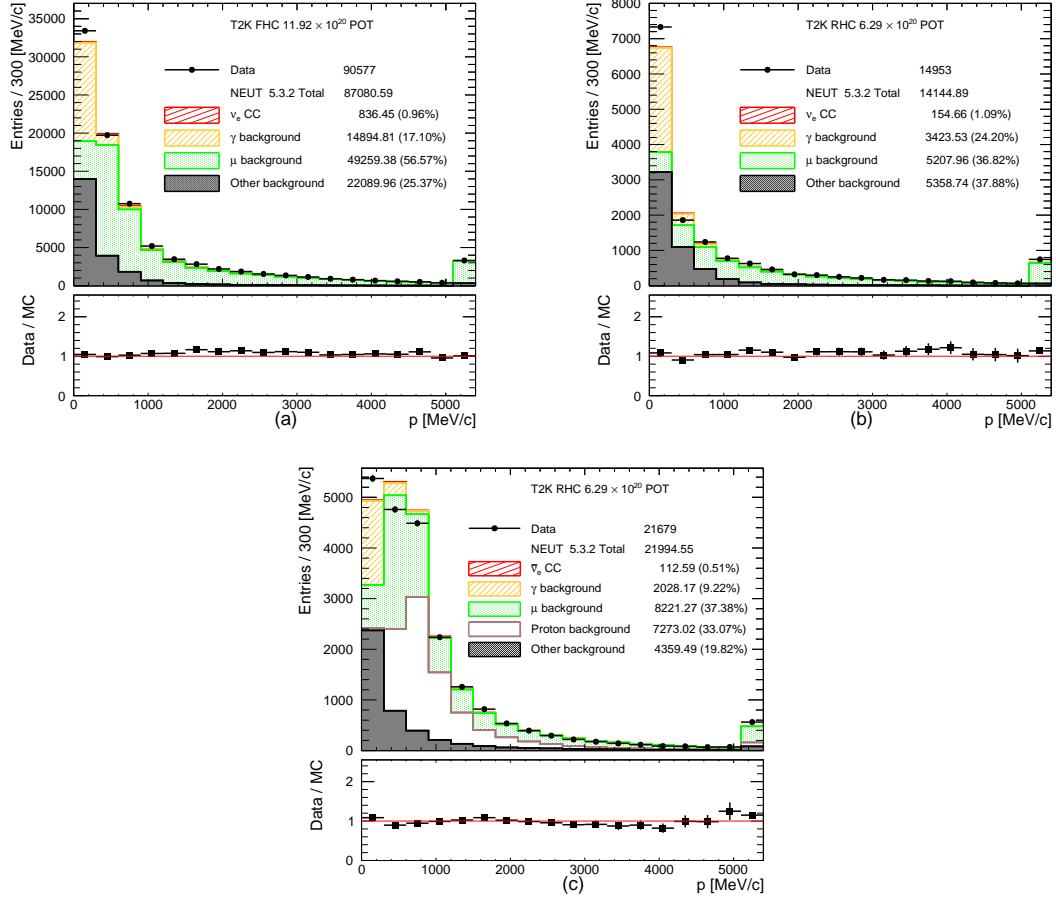 T2K FHC 11.92 × 10^20 POT
Entries / 300 [MeV/c]
35000
30000
25000
20000
15000
10000
5000
0
Data 90577
NEUT 5.3.2 Total 87080.59
ν_e CC 836.45 (0.96%)
γ background 14894.81 (17.10%)
μ background 49259.38 (56.57%)
Other background 22089.96 (25.37%)
Data / MC
2
1
0
0 1000 2000 3000 4000 5000
(a)
p [MeV/c]
T2K RHC 6.29 × 10^20 POT
Entries / 300 [MeV/c]
8000
7000
6000
5000
4000
3000
2000
1000
0
Data 14953
NEUT 5.3.2 Total 14144.89
ν_e CC 154.66 (1.09%)
γ background 3423.53 (24.20%)
μ background 5207.96 (36.82%)
Other background 5358.74 (37.88%)
Data / MC
2
1
0
0 1000 2000 3000 4000 5000
(b)
p [MeV/c]
T2K RHC 6.29 × 10^20 POT
Entries / 300 [MeV/c]
5000
4000
3000
2000
1000
0
Data 21679
NEUT 5.3.2 Total 21994.55
ν̄_e CC 112.59 (0.51%)
γ background 2028.17 (9.22%)
μ background 8221.27 (37.38%)
Proton background 7273.02 (33.07%)
Other background 4359.49 (19.82%)
Data / MC
2
1
0
0 1000 2000 3000 4000 5000
(c)
p [MeV/c]